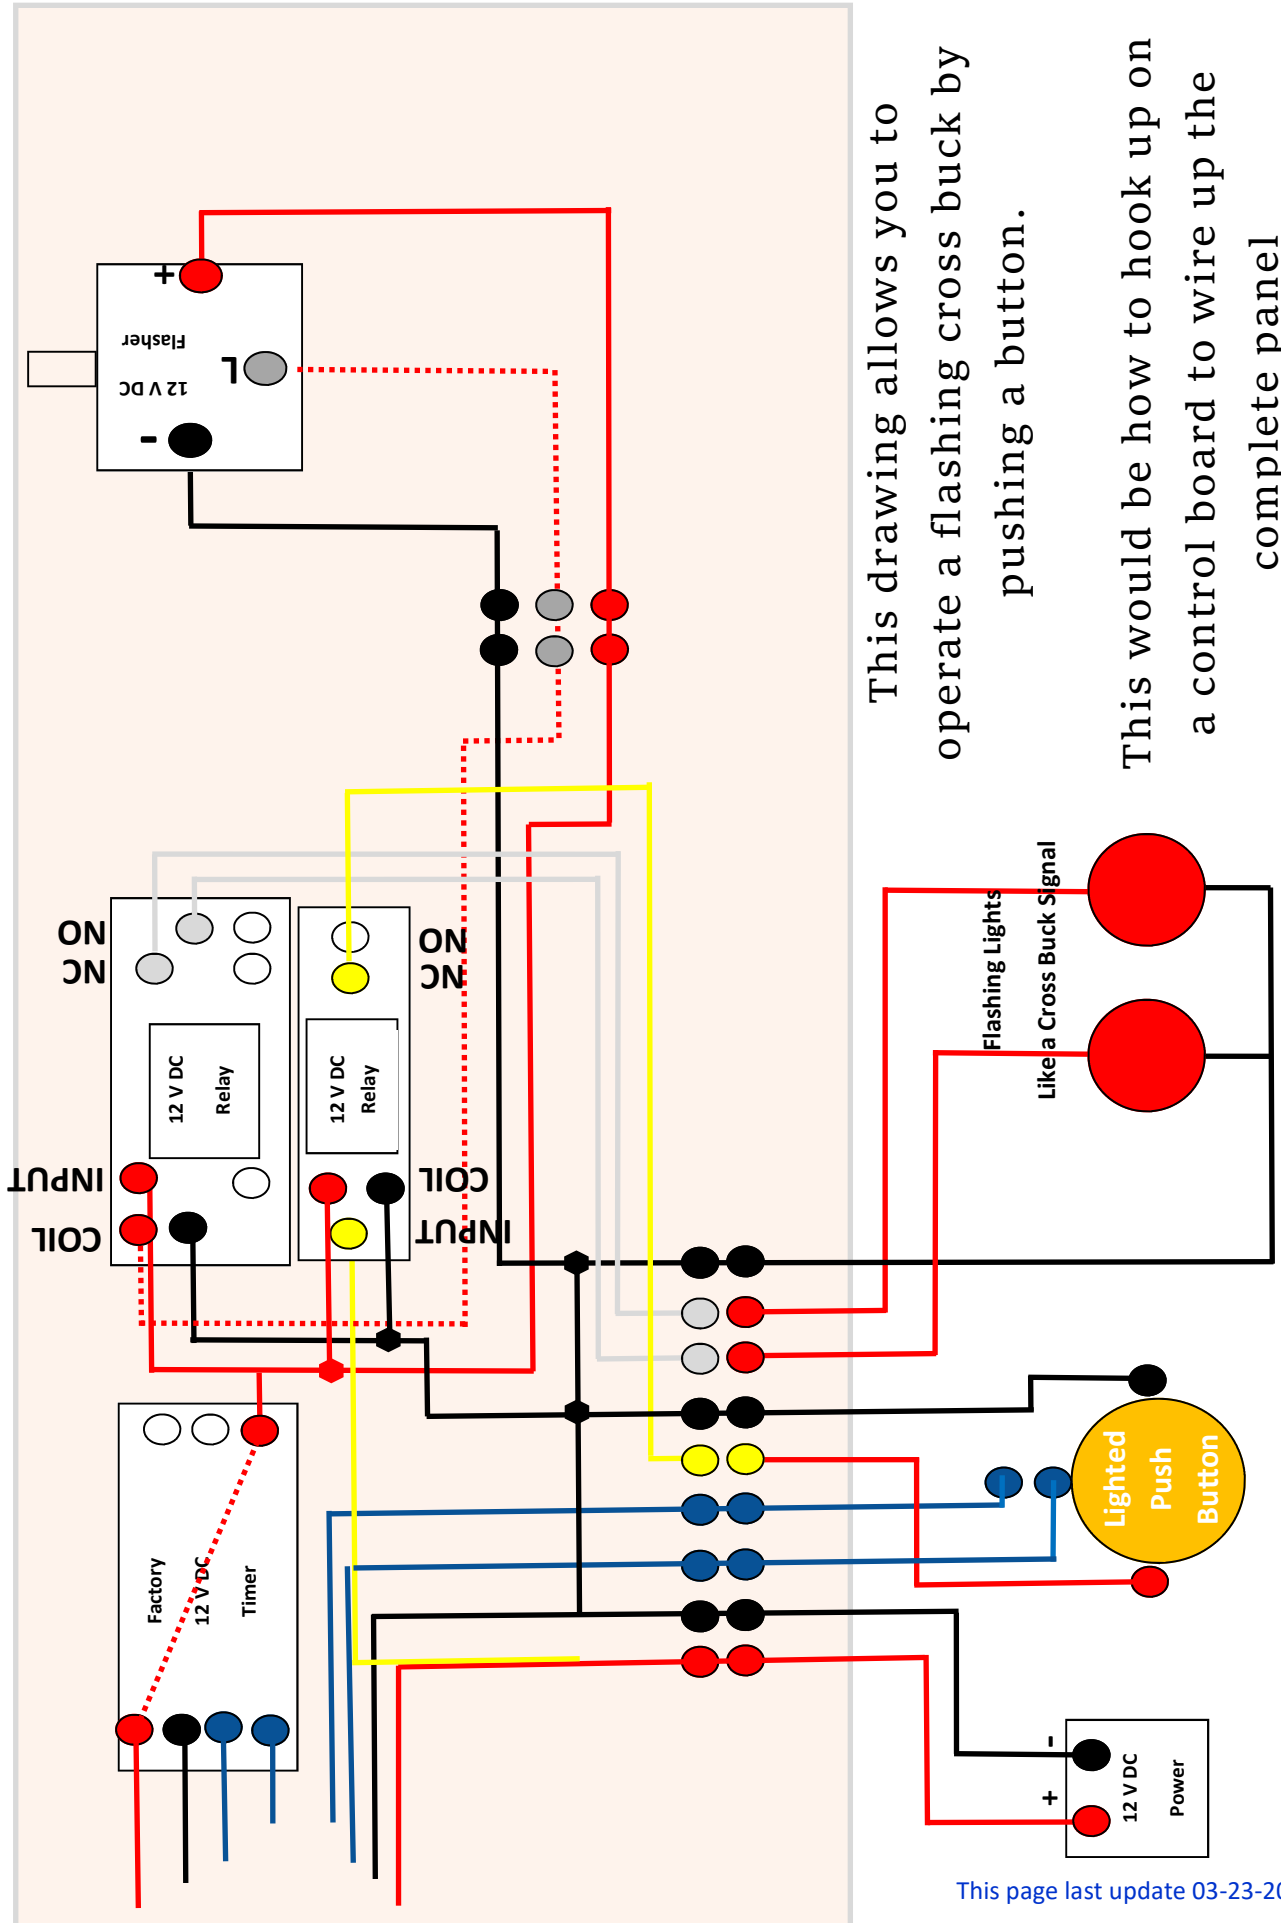 This drawing allows you to
operate a flashing cross buck by
pushing a button.
This would be how to hook up on
a control board to wire up the
complete panel
+
Flasher
12 V DC
L
-
NO
NC
12 V DC
Relay
INPUT
COIL
NO
NC
12 V DC
Relay
COIL
INPUT
Flashing Lights
Like a Cross Buck Signal
Factory
12 V DC
Timer
Lighted
Push
Button
-
+
12 V DC
Power
This page last update 03-23-20